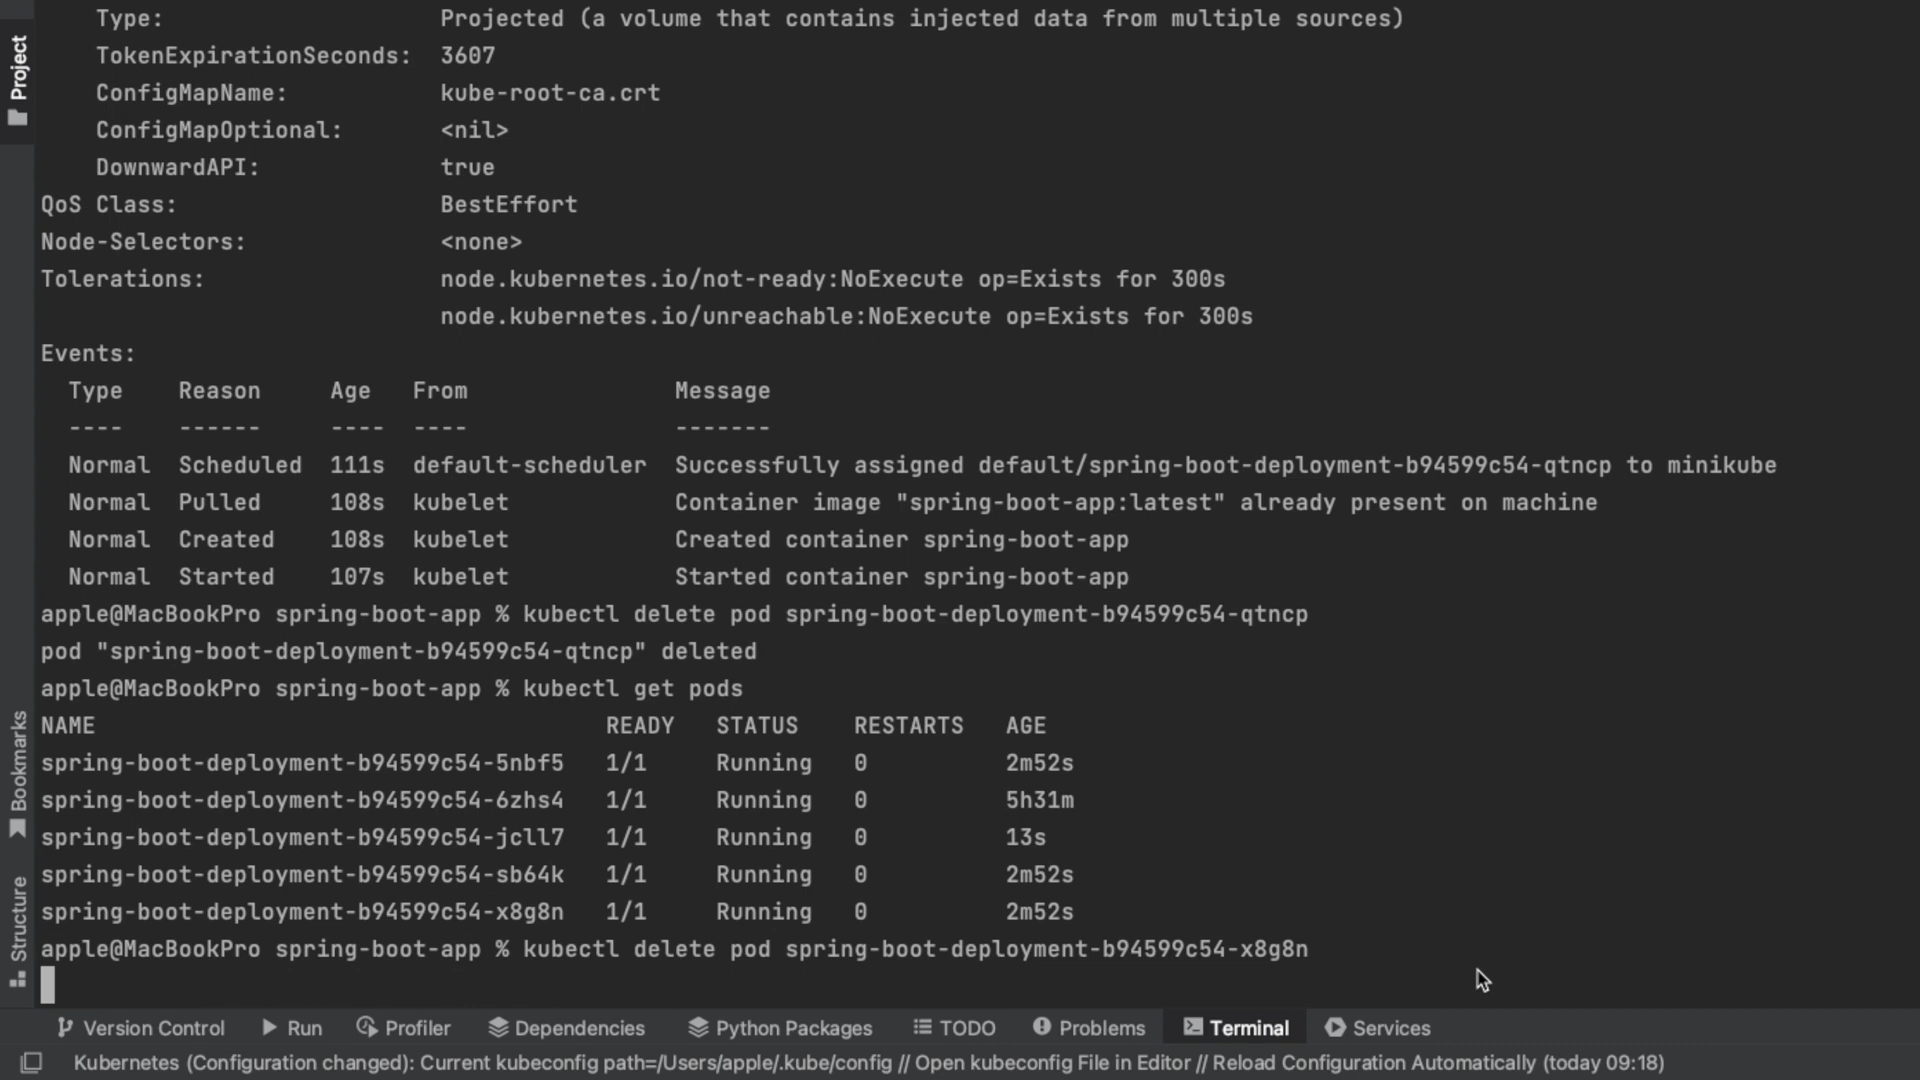 Type: Projected (a volume that contains injected data from multiple sources)
TokenExpirationSeconds: 3607
ConfigMapName: kube-root-ca.crt
ConfigMapOptional: <nil>
DownwardAPI: true
QoS Class: BestEffort
Node-Selectors: <none>
Tolerations: node.kubernetes.io/not-ready:NoExecute op=Exists for 300s
node.kubernetes.io/unreachable:NoExecute op=Exists for 300s
Events:
Type Reason Age From Message
---- ------ ---- ---- -------
Normal Scheduled 111s default-scheduler Successfully assigned default/spring-boot-deployment-b94599c54-qtncp to minikube
Normal Pulled 108s kubelet Container image "spring-boot-app:latest" already present on machine
Normal Created 108s kubelet Created container spring-boot-app
Normal Started 107s kubelet Started container spring-boot-app
apple@MacBookPro spring-boot-app % kubectl delete pod spring-boot-deployment-b94599c54-qtncp
pod "spring-boot-deployment-b94599c54-qtncp" deleted
apple@MacBookPro spring-boot-app % kubectl get pods
NAME READY STATUS RESTARTS AGE
spring-boot-deployment-b94599c54-5nbf5 1/1 Running 0 2m52s
spring-boot-deployment-b94599c54-6zhs4 1/1 Running 0 5h31m
spring-boot-deployment-b94599c54-jcll7 1/1 Running 0 13s
spring-boot-deployment-b94599c54-sb64k 1/1 Running 0 2m52s
spring-boot-deployment-b94599c54-x8g8n 1/1 Running 0 2m52s
apple@MacBookPro spring-boot-app % kubectl delete pod spring-boot-deployment-b94599c54-x8g8n
Project
Bookmarks
Structure
Version Control Run Profiler Dependencies Python Packages TODO Problems Terminal Services
Kubernetes (Configuration changed): Current kubeconfig path=/Users/apple/.kube/config // Open kubeconfig File in Editor // Reload Configuration Automatically (today 09:18)